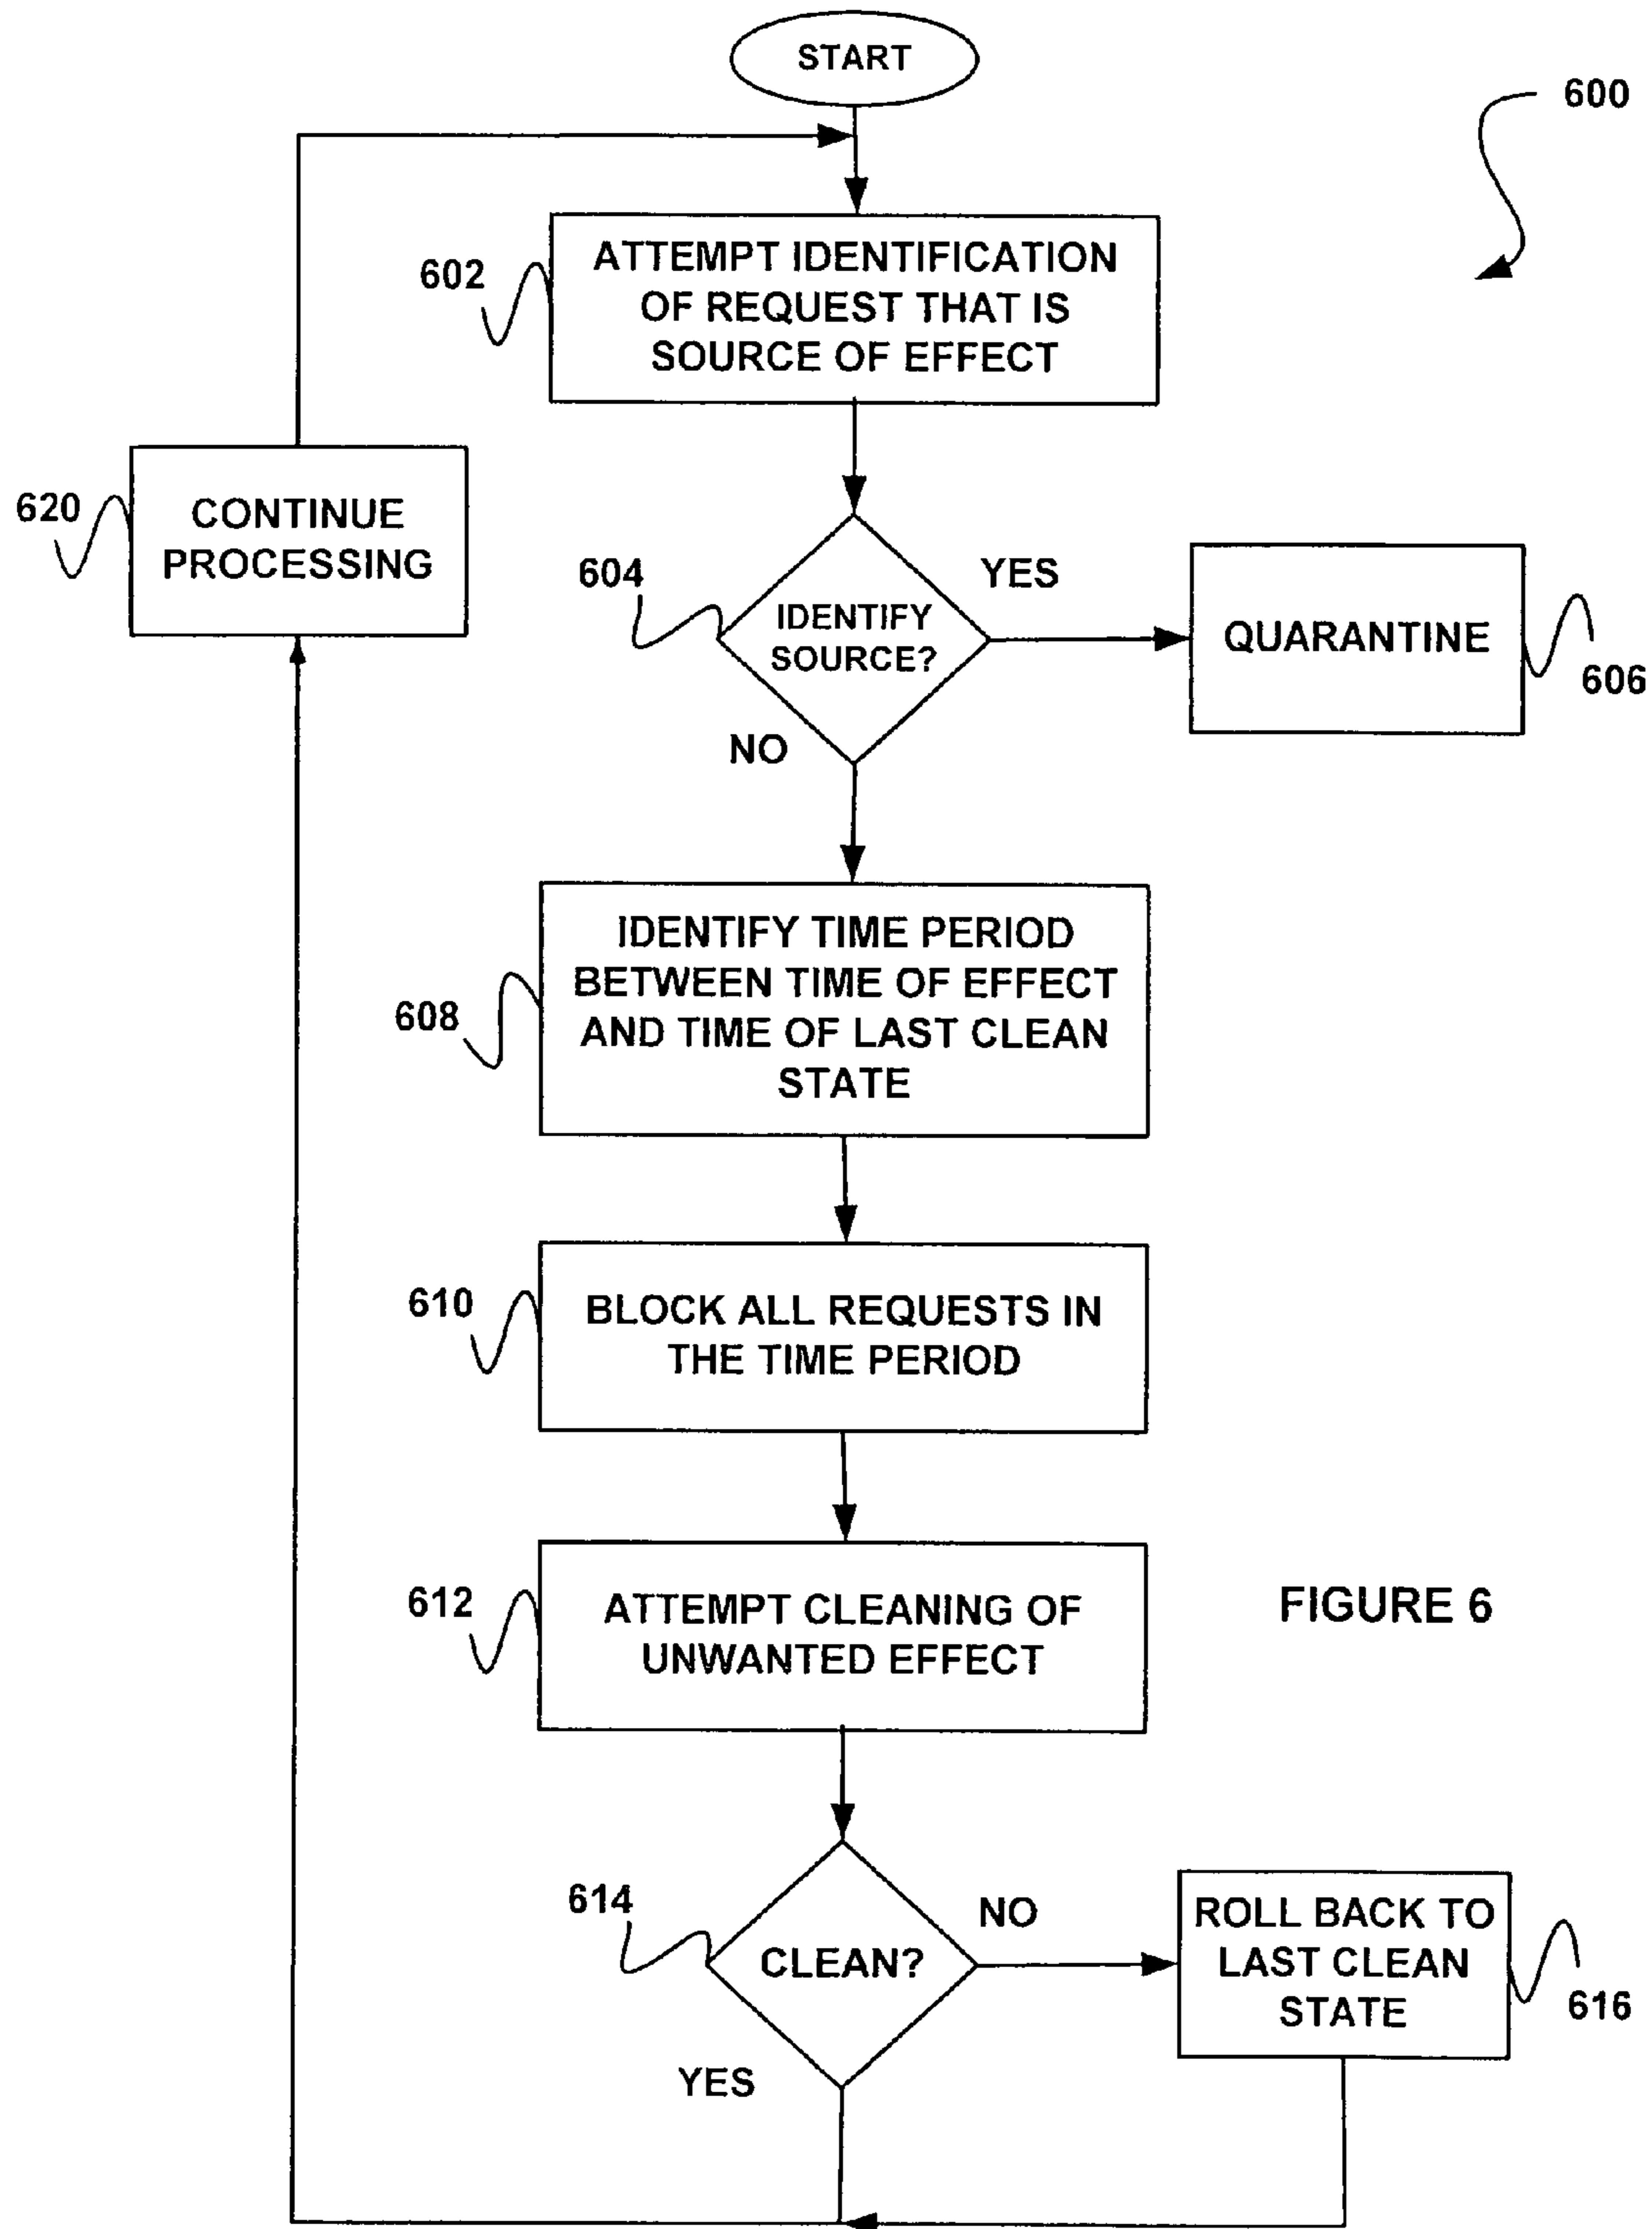 START
600
602
ATTEMPT IDENTIFICATION
OF REQUEST THAT IS
SOURCE OF EFFECT
620
CONTINUE
PROCESSING
604
IDENTIFY
SOURCE?
YES
NO
QUARANTINE
606
608
IDENTIFY TIME PERIOD
BETWEEN TIME OF EFFECT
AND TIME OF LAST CLEAN
STATE
610
BLOCK ALL REQUESTS IN
THE TIME PERIOD
612
ATTEMPT CLEANING OF
UNWANTED EFFECT
FIGURE 6
614
CLEAN?
NO
YES
ROLL BACK TO
LAST CLEAN
STATE
616